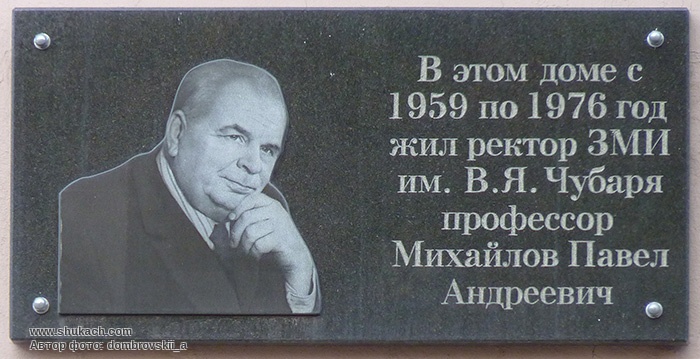 В этом доме с
1959 по 1976 год
жил ректор ЗМИ
им. В.Я. Чубаря
профессор
Михайлов Павел
Андреевич
www.shukach.com
Автор фото: dombrovskii_a